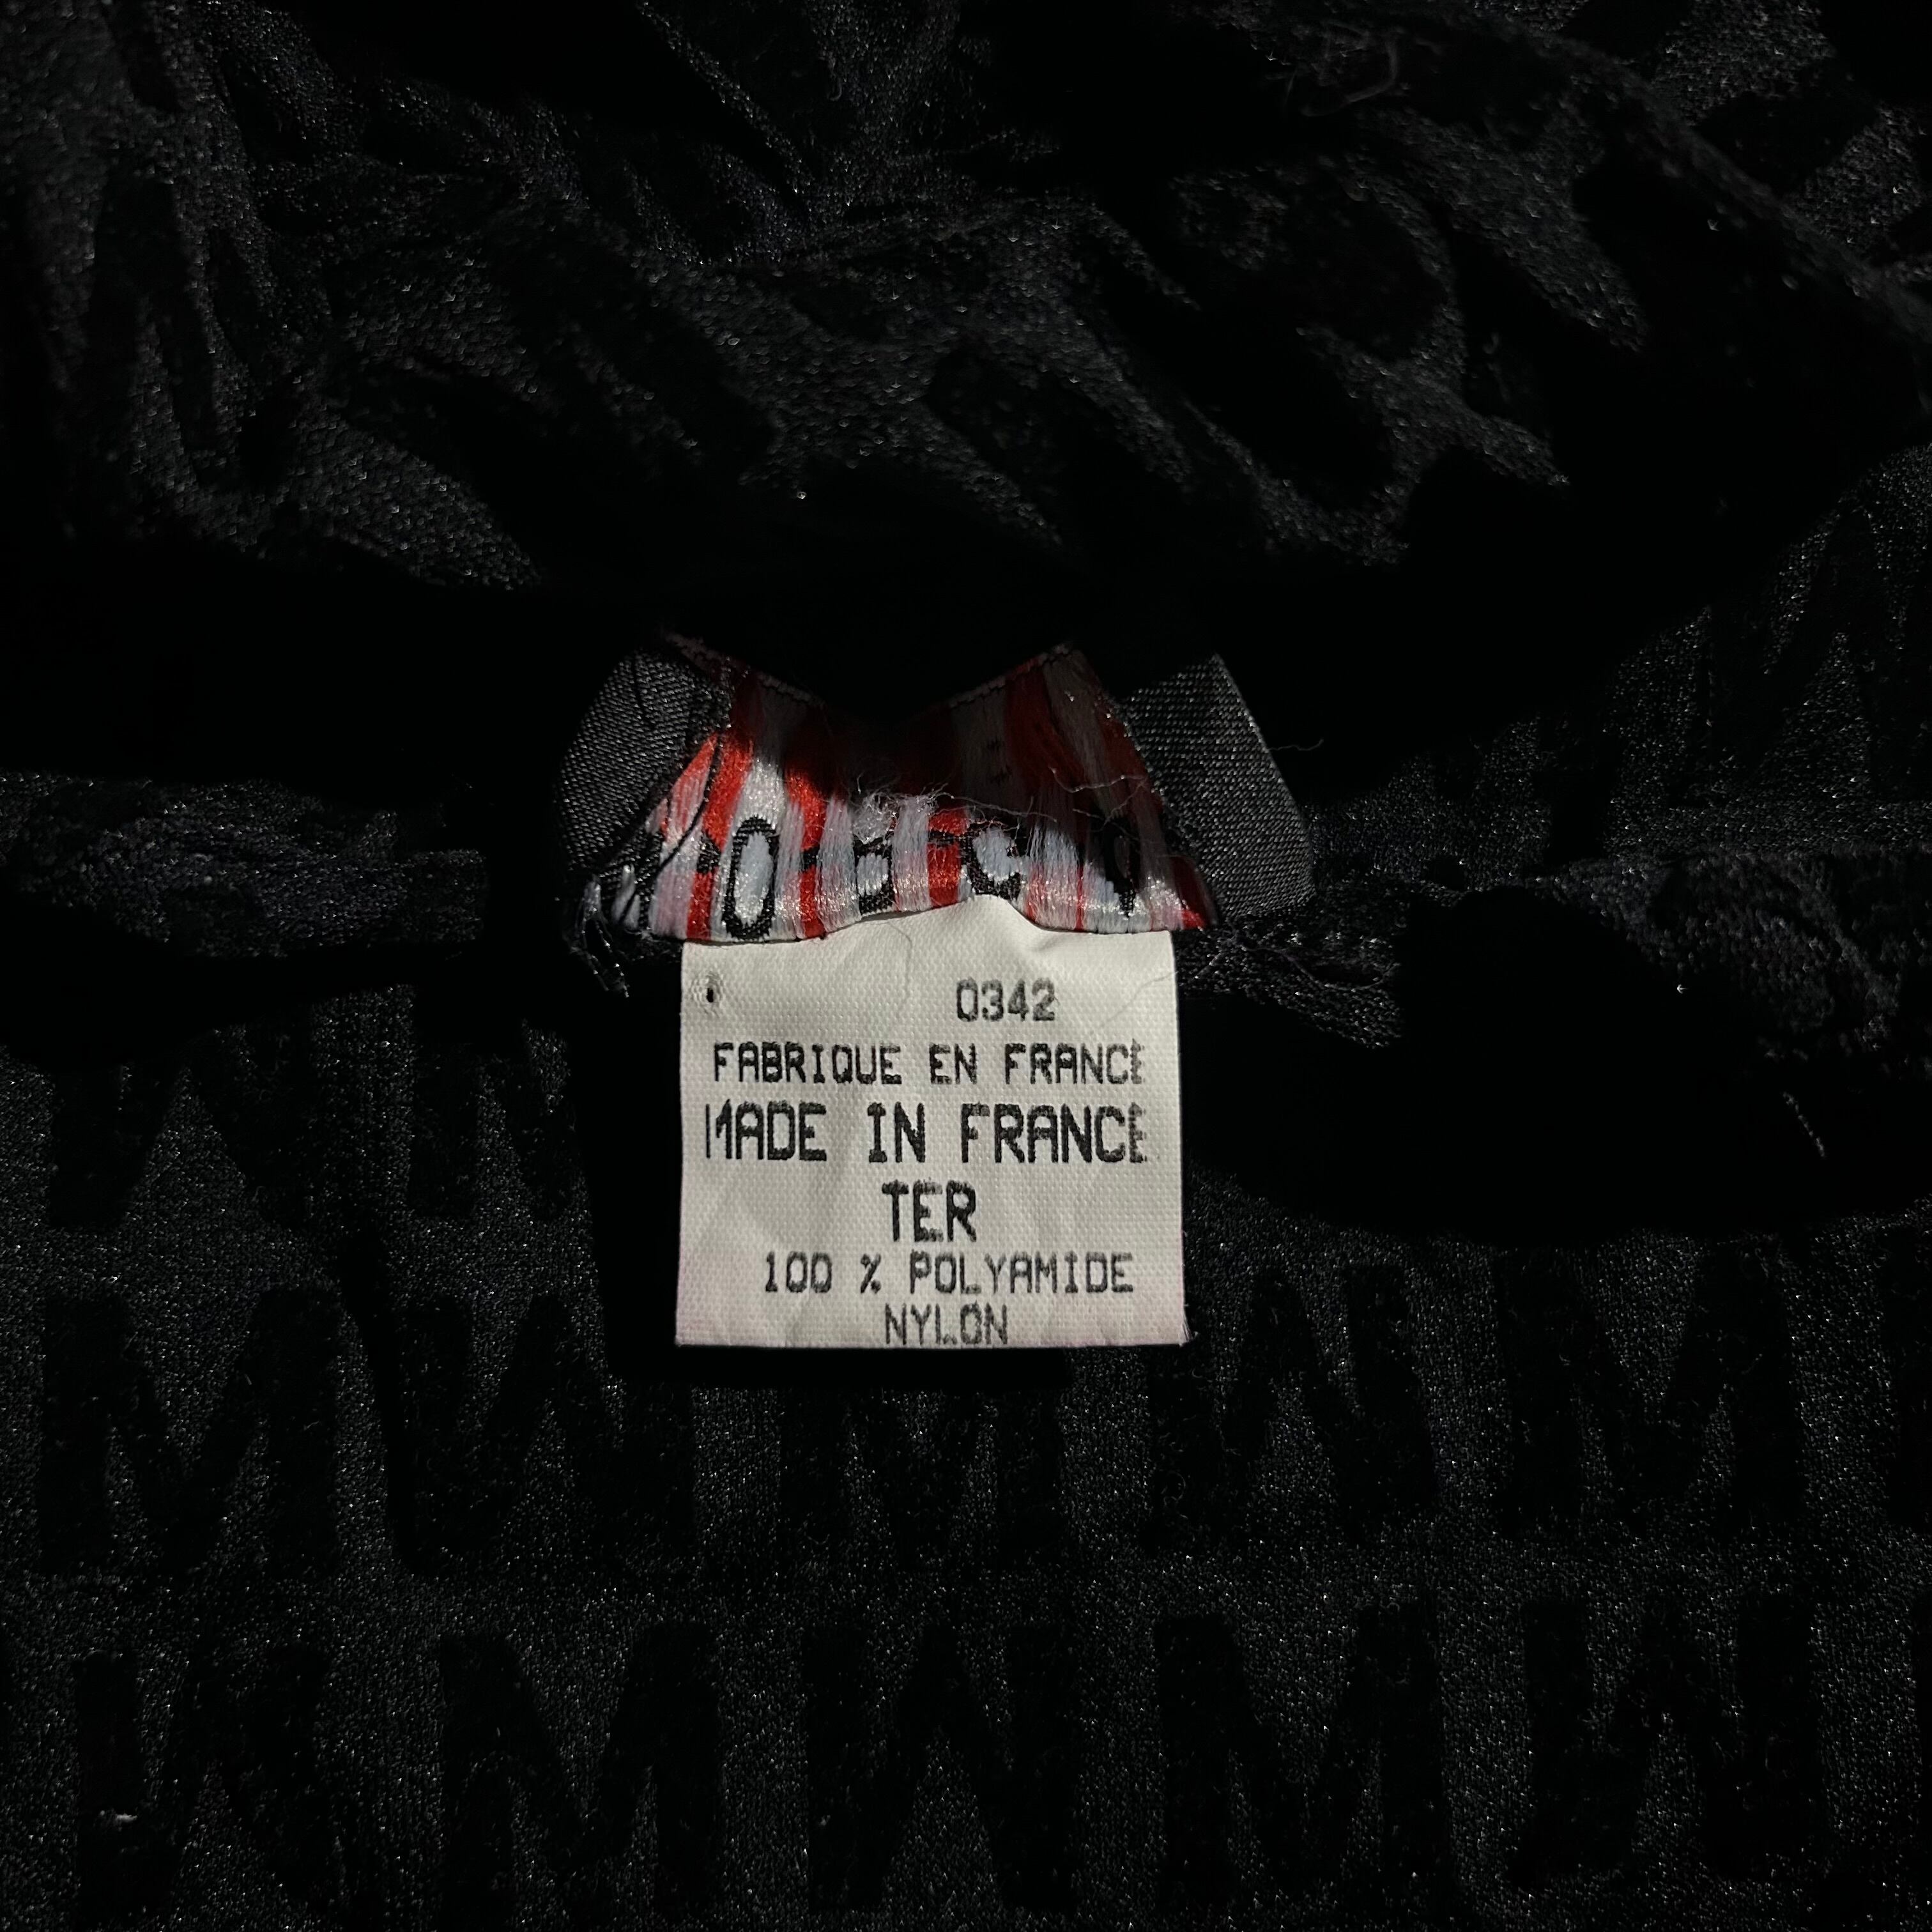 0342
FABRIQUE EN FRANCE
MADE IN FRANCE
TER
100 % POLYAMIDE
NYLON